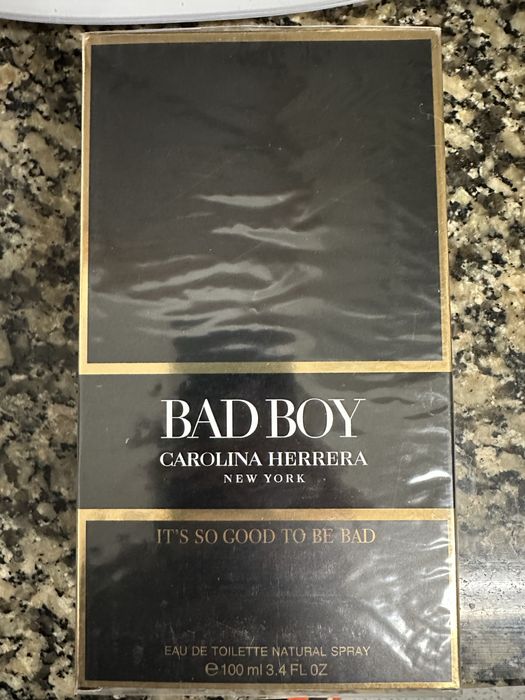 BAD BOY
CAROLINA HERRERA
NEW YORK
IT'S SO GOOD TO BE BAD
EAU DE TOILETTE NATURAL SPRAY
℮ 100 ml 3.4 FL OZ